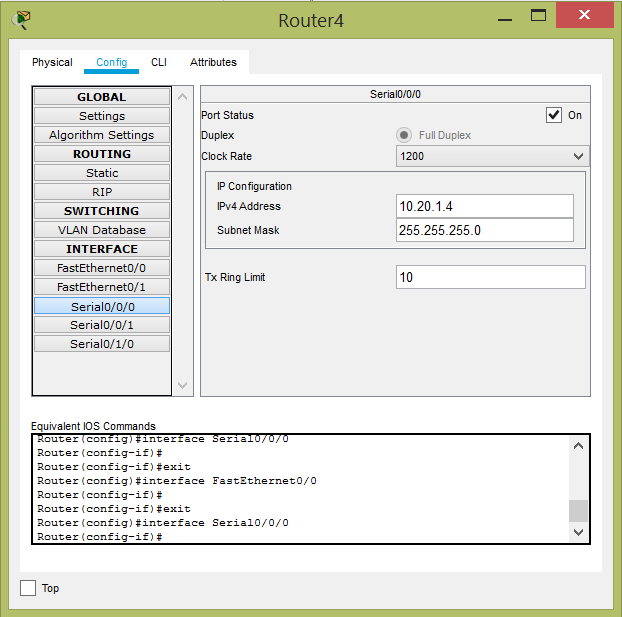 Router4
Physical Config CLI Attributes
GLOBAL
Settings
Algorithm Settings
ROUTING
Static
RIP
SWITCHING
VLAN Database
INTERFACE
FastEthernet0/0
FastEthernet0/1
Serial0/0/0
Serial0/0/1
Serial0/1/0
Serial0/0/0
Port Status On
Duplex Full Duplex
Clock Rate 1200
IP Configuration
IPv4 Address 10.20.1.4
Subnet Mask 255.255.255.0
Tx Ring Limit 10
Equivalent IOS Commands
Router(config)#interface Serial0/0/0
Router(config-if)#
Router(config-if)#exit
Router(config)#interface FastEthernet0/0
Router(config-if)#
Router(config-if)#exit
Router(config)#interface Serial0/0/0
Router(config-if)#
Top